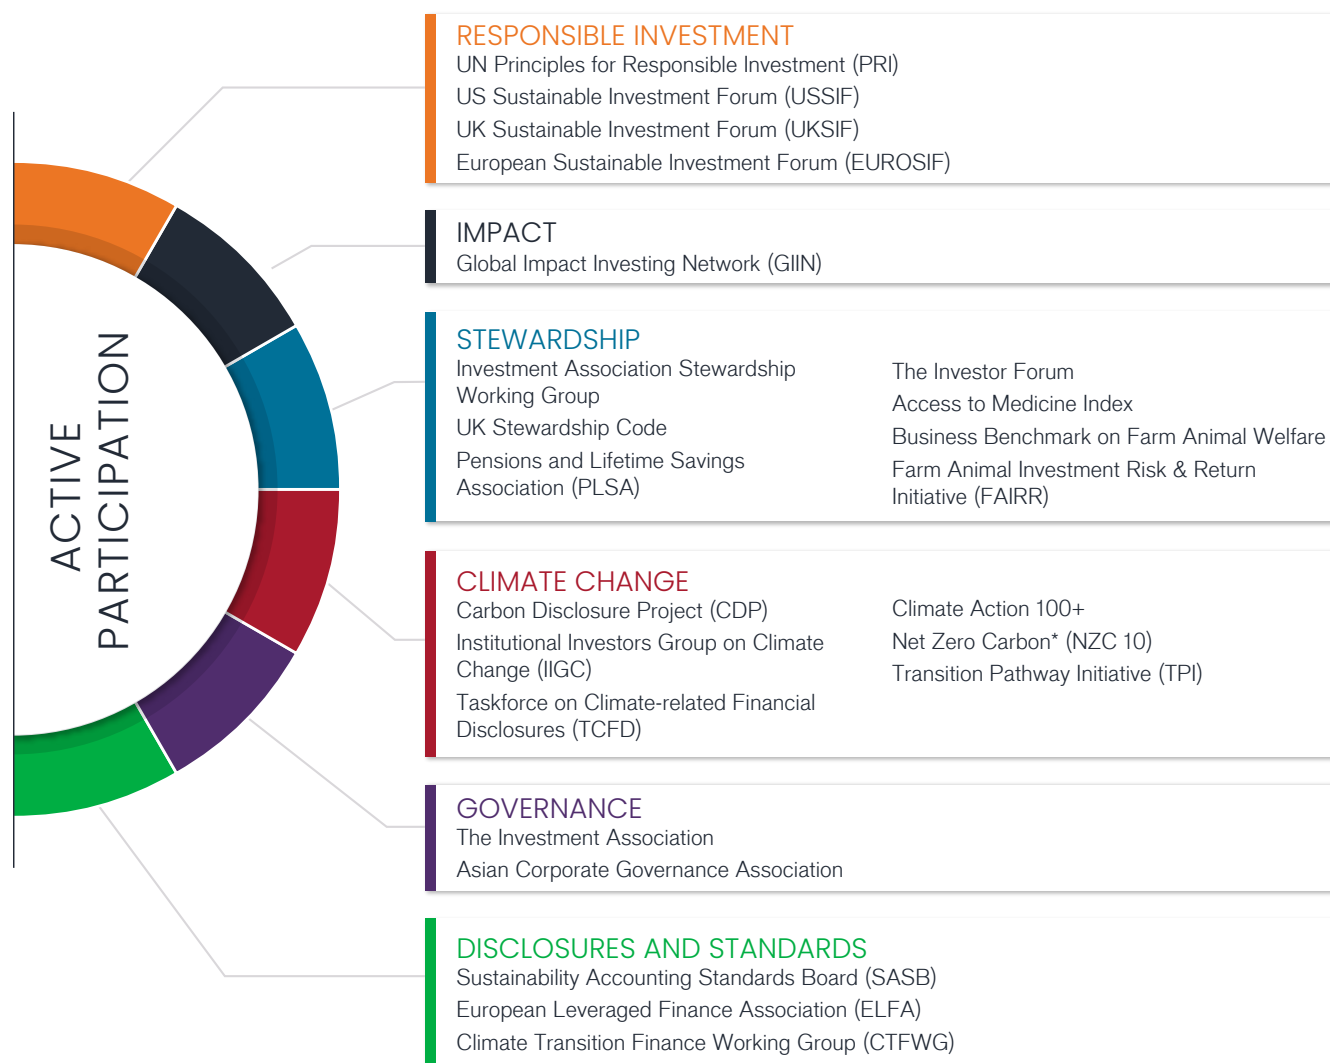 ACTIVE
PARTICIPATION
RESPONSIBLE INVESTMENT
UN Principles for Responsible Investment (PRI)
US Sustainable Investment Forum (USSIF)
UK Sustainable Investment Forum (UKSIF)
European Sustainable Investment Forum (EUROSIF)
IMPACT
Global Impact Investing Network (GIIN)
STEWARDSHIP
Investment Association Stewardship
Working Group
UK Stewardship Code
Pensions and Lifetime Savings
Association (PLSA)
The Investor Forum
Access to Medicine Index
Business Benchmark on Farm Animal Welfare
Farm Animal Investment Risk & Return
Initiative (FAIRR)
CLIMATE CHANGE
Carbon Disclosure Project (CDP)
Institutional Investors Group on Climate
Change (IIGC)
Taskforce on Climate-related Financial
Disclosures (TCFD)
Climate Action 100+
Net Zero Carbon* (NZC 10)
Transition Pathway Initiative (TPI)
GOVERNANCE
The Investment Association
Asian Corporate Governance Association
DISCLOSURES AND STANDARDS
Sustainability Accounting Standards Board (SASB)
European Leveraged Finance Association (ELFA)
Climate Transition Finance Working Group (CTFWG)